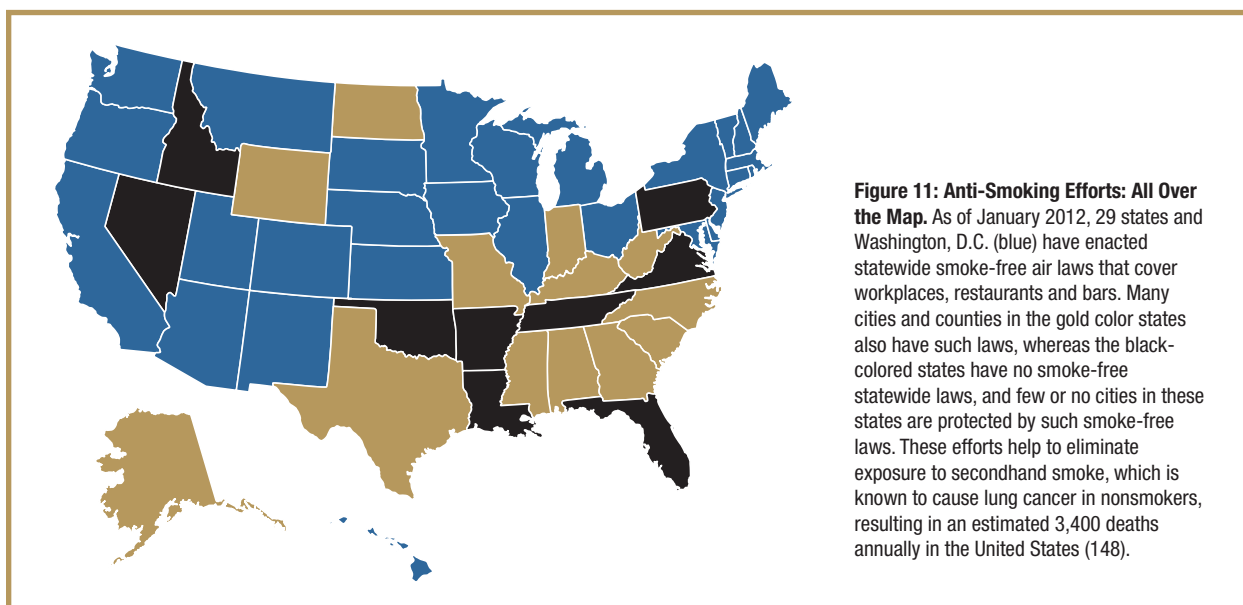 Figure 11: Anti-Smoking Efforts: All Over
the Map. As of January 2012, 29 states and
Washington, D.C. (blue) have enacted
statewide smoke-free air laws that cover
workplaces, restaurants and bars. Many
cities and counties in the gold color states
also have such laws, whereas the black-
colored states have no smoke-free
statewide laws, and few or no cities in these
states are protected by such smoke-free
laws. These efforts help to eliminate
exposure to secondhand smoke, which is
known to cause lung cancer in nonsmokers,
resulting in an estimated 3,400 deaths
annually in the United States (148).